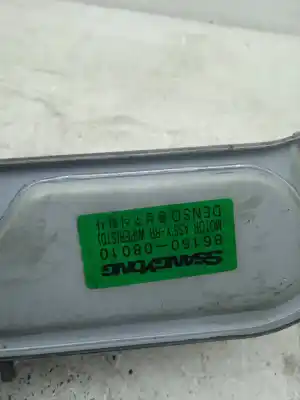 SSANGYONG
86160-08010
MOTOR ASSY-RR WIPER(STD)
DENSO